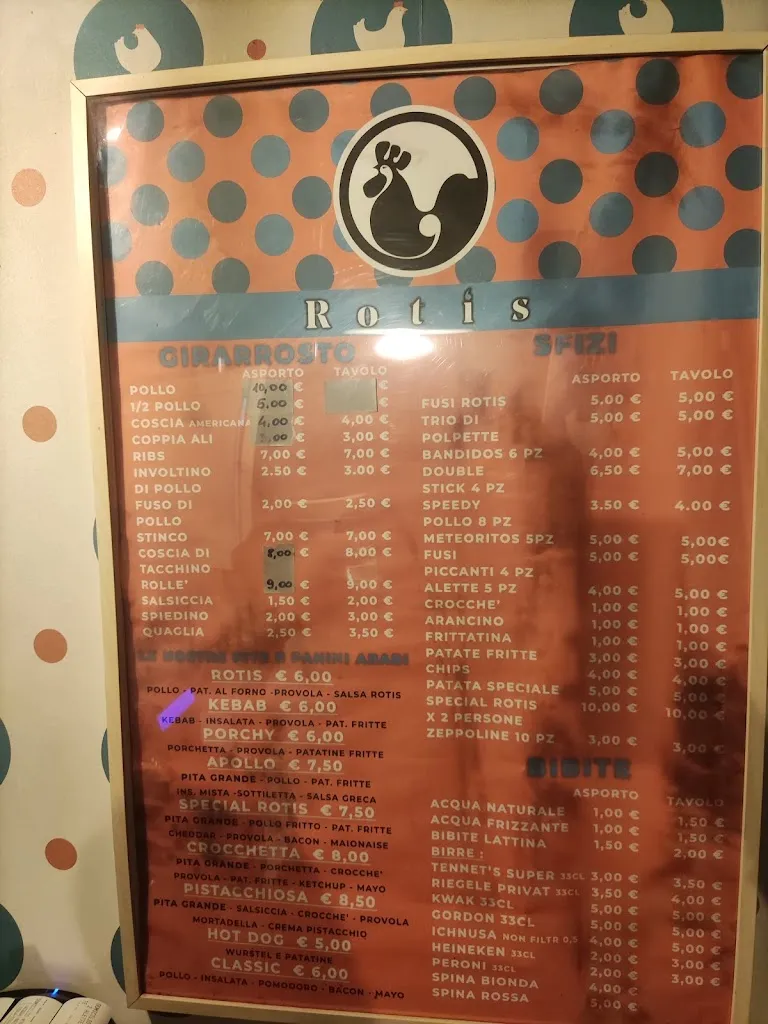 Rotis
GIRARROSTO
ASPORTO TAVOLO
POLLO 10,00 € €
1/2 POLLO 5.00 € €
COSCIA AMERICANA 4,00 € 4,00 €
COPPIA ALI € 3,00 €
RIBS 7,00 € 7,00 €
INVOLTINO 2.50 € 3.00 €
DI POLLO
FUSO DI 2,00 € 2,50 €
POLLO
STINCO 7,00 € 7,00 €
COSCIA DI 8,00 € 8,00 €
TACCHINO
ROLLE' 9,00 € 9,00 €
SALSICCIA 1,50 € 2,00 €
SPIEDINO 2,00 € 3,00 €
QUAGLIA 2,50 € 3,50 €
LE NOSTRE PITE E PANINI ARABI
ROTIS € 6,00
POLLO - PAT. AL FORNO -PROVOLA - SALSA ROTIS
KEBAB € 6,00
KEBAB - INSALATA - PROVOLA - PAT. FRITTE
PORCHY € 6,00
PORCHETTA - PROVOLA - PATATINE FRITTE
APOLLO € 7,50
PITA GRANDE - POLLO - PAT. FRITTE
INS. MISTA -SOTTILETTA - SALSA GRECA
SPECIAL ROTIS € 7,50
PITA GRANDE - POLLO FRITTO - PAT. FRITTE
CHEDDAR - PROVOLA - BACON - MAIONAISE
CROCCHETTA € 8,00
PITA GRANDE - PORCHETTA - CROCCHE'
PROVOLA - PAT. FRITTE - KETCHUP - MAYO
PISTACCHIOSA € 8,50
PITA GRANDE - SALSICCIA - CROCCHE' - PROVOLA
MORTADELLA - CREMA PISTACCHIO
HOT DOG € 5,00
WURSTEL E PATATINE
CLASSIC € 6,00
POLLO - INSALATA - POMODORO - BACON - MAYO
SFIZI
ASPORTO TAVOLO
FUSI ROTIS 5.00 € 5,00 €
TRIO DI 5,00 € 5,00 €
POLPETTE
BANDIDOS 6 PZ 4,00 € 5,00 €
DOUBLE 6,50 € 7,00 €
STICK 4 PZ
SPEEDY 3.50 € 4.00 €
POLLO 8 PZ
METEORITOS 5PZ 5,00 € 5,00€
FUSI 5,00 € 5,00€
PICCANTI 4 PZ
ALETTE 5 PZ 4,00 € 5,00 €
CROCCHE' 1,00 € 1,00 €
ARANCINO 1,00 € 1,00 €
FRITTATINA 1,00 € 1,00 €
PATATE FRITTE 3,00 € 3,00 €
CHIPS 4,00 € 4,00 €
PATATA SPECIALE 5,00 € 5,00 €
SPECIAL ROTIS 10,00 € 10,00 €
X 2 PERSONE
ZEPPOLINE 10 PZ 3,00 € 3,00 €
BIBITE
ASPORTO TAVOLO
ACQUA NATURALE 1,00 € 1,50 €
ACQUA FRIZZANTE 1,00 € 1,50 €
BIBITE LATTINA 1,50 € 2,00 €
BIRRE :
TENNET'S SUPER 33CL 3,00 € 3,50 €
RIEGELE PRIVAT 33CL 3,50 € 4,00 €
KWAK 33CL 5,00 € 5,00 €
GORDON 33CL 5,00 € 5,00 €
ICHNUSA NON FILTR 0,5 4,00 € 5,00 €
HEINEKEN 33CL 2,00 € 3,00 €
PERONI 33CL 2,00 € 3,00 €
SPINA BIONDA 4,00 €
SPINA ROSSA 5,00 €